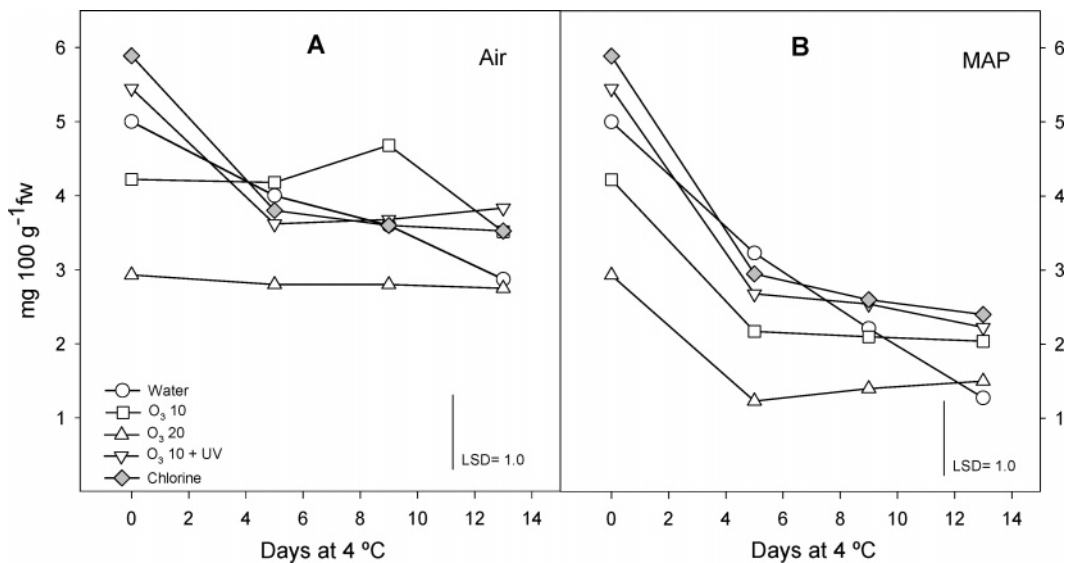 A
Air
B
MAP
6
5
4
3
2
1
mg 100 g⁻¹fw
6
5
4
3
2
1
Water
O₃ 10
O₃ 20
O₃ 10 + UV
Chlorine
LSD= 1.0
LSD= 1.0
0 2 4 6 8 10 12 14
0 2 4 6 8 10 12 14
Days at 4 ºC
Days at 4 ºC